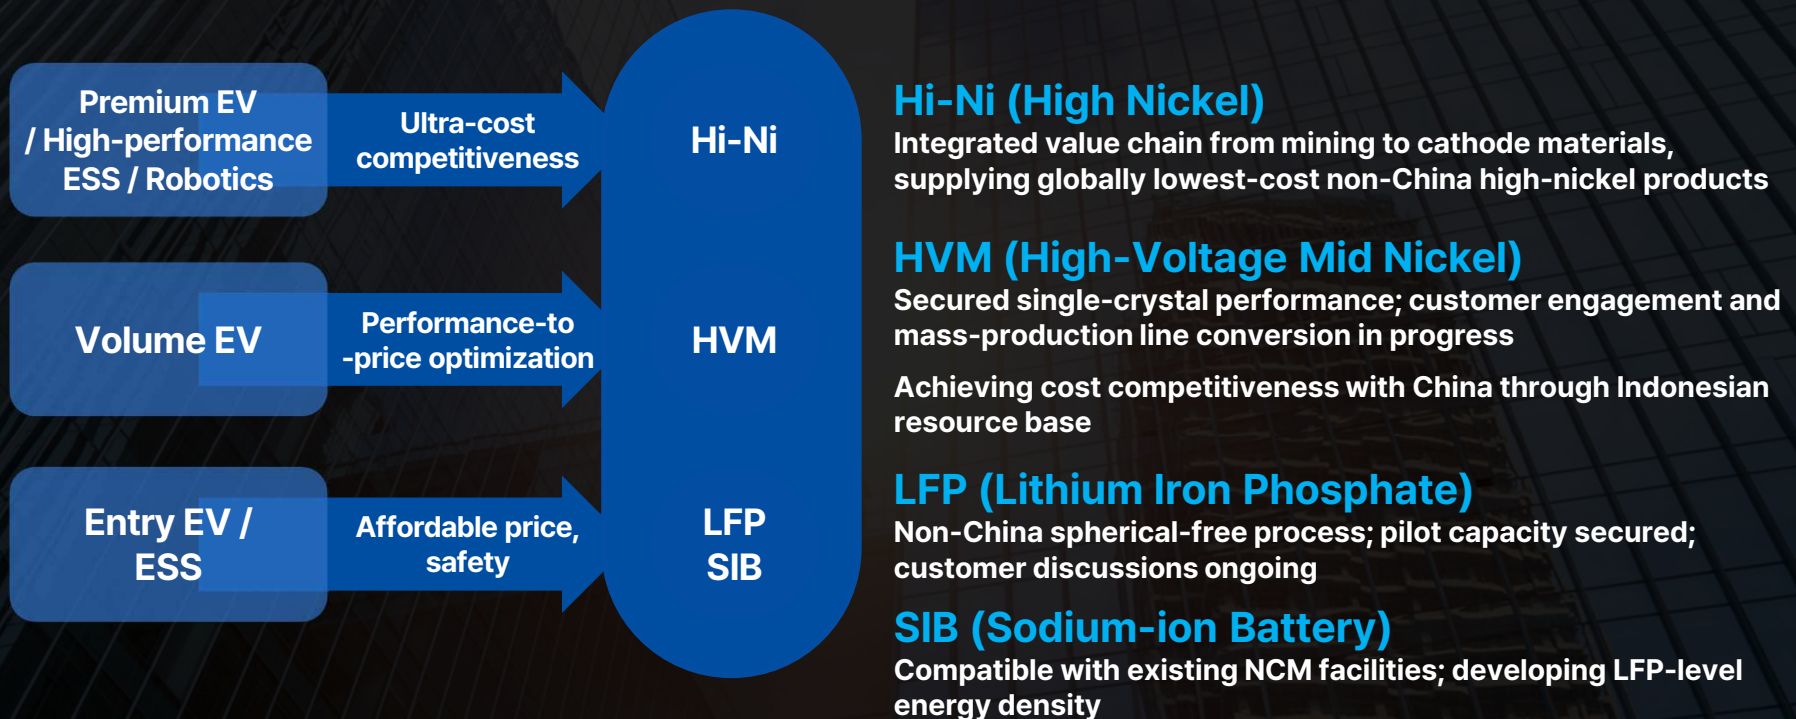 Premium EV
/ High-performance
ESS / Robotics
Ultra-cost
competitiveness
Hi-Ni
Volume EV
Performance-to
-price optimization
HVM
Entry EV /
ESS
Affordable price,
safety
LFP
SIB
Hi-Ni (High Nickel)
Integrated value chain from mining to cathode materials,
supplying globally lowest-cost non-China high-nickel products
HVM (High-Voltage Mid Nickel)
Secured single-crystal performance; customer engagement and
mass-production line conversion in progress
Achieving cost competitiveness with China through Indonesian
resource base
LFP (Lithium Iron Phosphate)
Non-China spherical-free process; pilot capacity secured;
customer discussions ongoing
SIB (Sodium-ion Battery)
Compatible with existing NCM facilities; developing LFP-level
energy density